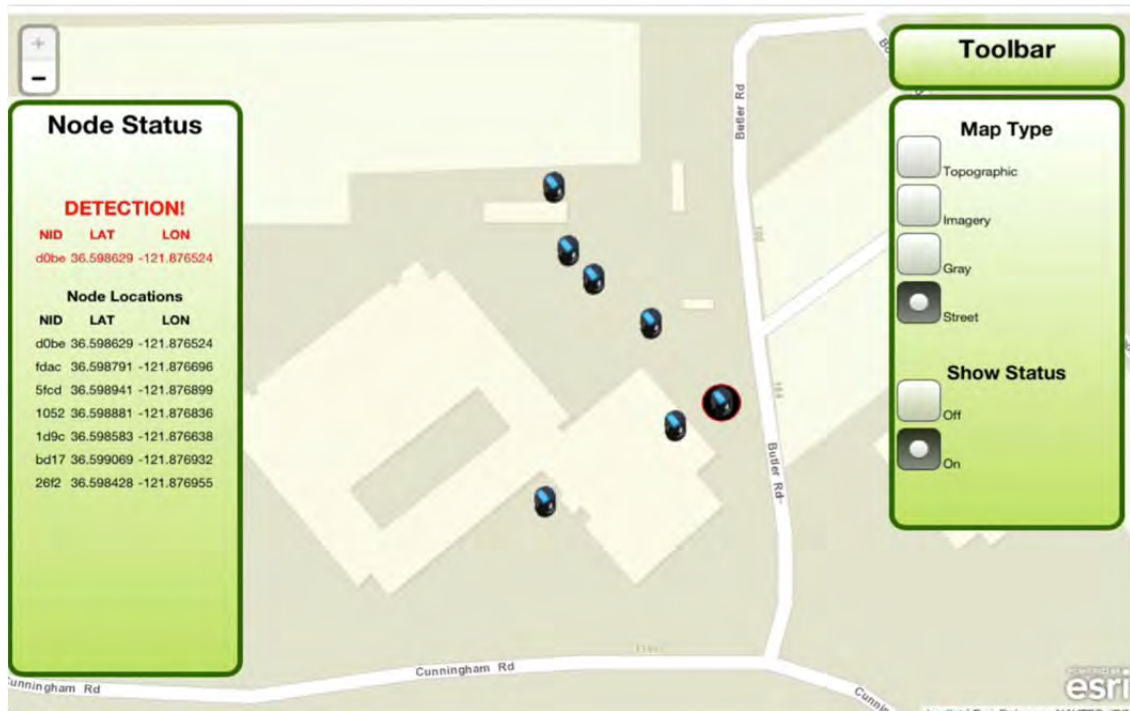 +
−
Node Status
DETECTION!
NID LAT LON
d0be 36.598629 -121.876524
Node Locations
NID LAT LON
d0be 36.598629 -121.876524
fdac 36.598791 -121.876696
5fcd 36.598941 -121.876899
1052 36.598881 -121.876836
1d9c 36.598583 -121.876638
bd17 36.599069 -121.876932
26f2 36.598428 -121.876955
Toolbar
Map Type
Topographic
Imagery
Gray
Street
Show Status
Off
On
Butler Rd
Butler Rd
Cunningham Rd
Cunningham Rd
POWERED BY
esri